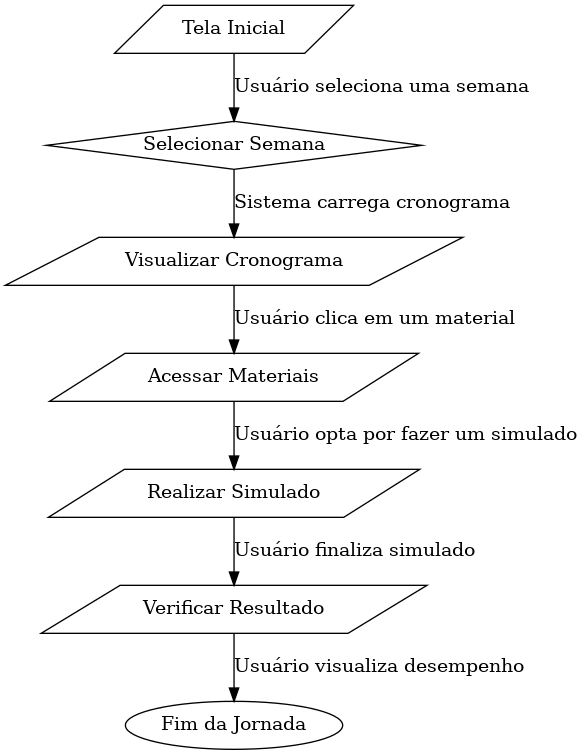 Tela Inicial
Usuário seleciona uma semana
Selecionar Semana
Sistema carrega cronograma
Visualizar Cronograma
Usuário clica em um material
Acessar Materiais
Usuário opta por fazer um simulado
Realizar Simulado
Usuário finaliza simulado
Verificar Resultado
Usuário visualiza desempenho
Fim da Jornada